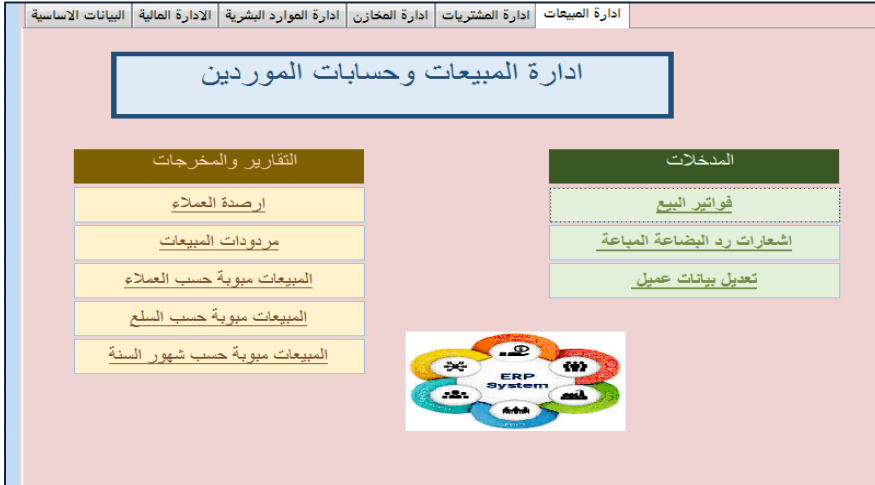 ادارة المبيعات
ادارة المشتريات
ادارة المخازن
ادارة الموارد البشرية
الادارة المالية
البيانات الاساسية
ادارة المبيعات وحسابات الموردين
المدخلات
فواتير البيع
اشعارات رد البضاعة المباعة
تعديل بيانات عميل
التقارير والمخرجات
ارصدة العملاء
مردودات المبيعات
المبيعات مبوبة حسب العملاء
المبيعات مبوبة حسب السلع
المبيعات مبوبة حسب شهور السنة
ERP
System